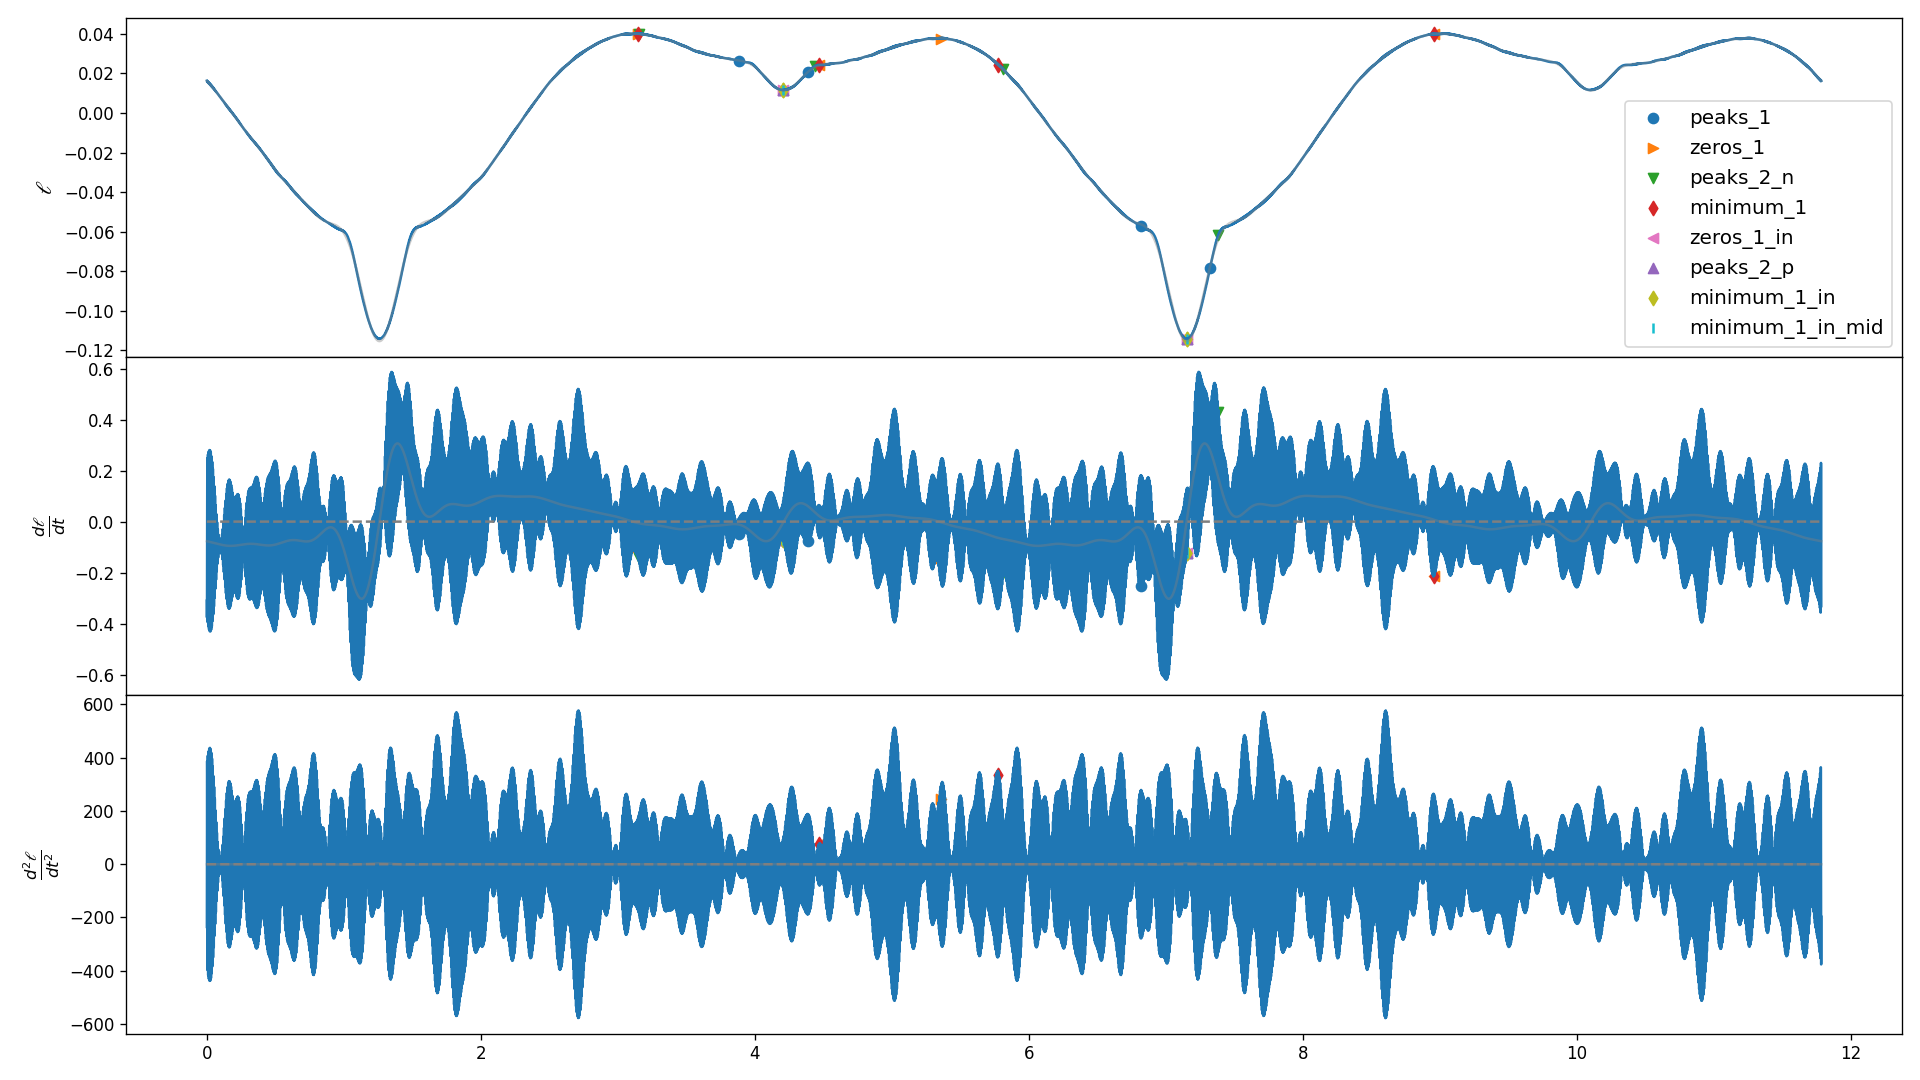 0.04
0.02
0.00
−0.02
−0.04
−0.06
−0.08
−0.10
−0.12
ℓ
peaks_1
zeros_1
peaks_2_n
minimum_1
zeros_1_in
peaks_2_p
minimum_1_in
minimum_1_in_mid
0.6
0.4
0.2
0.0
−0.2
−0.4
−0.6
dℓ
dt
600
400
200
0
−200
−400
−600
d²ℓ
dt²
0 2 4 6 8 10 12